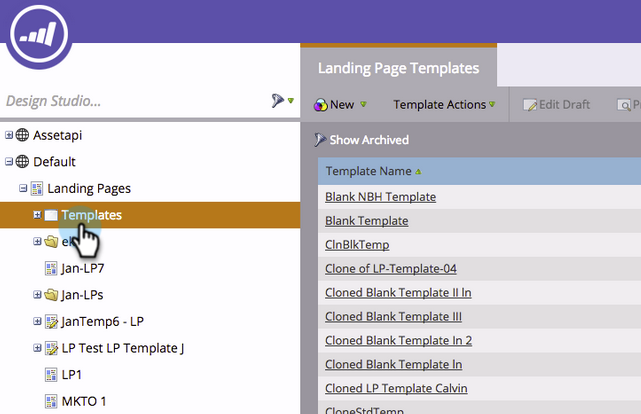 Landing Page Templates
Design Studio...
New Template Actions Edit Draft
Show Archived
Assetapi
Default
Landing Pages
Templates
Jan-LP7
Jan-LPs
JanTemp6 - LP
LP Test LP Template J
LP1
MKTO 1
Template Name
Blank NBH Template
Blank Template
ClnBlkTemp
Clone of LP-Template-04
Cloned Blank Template II ln
Cloned Blank Template III
Cloned Blank Template ln 2
Cloned Blank Template ln
Cloned LP Template Calvin
CloneStdTemp